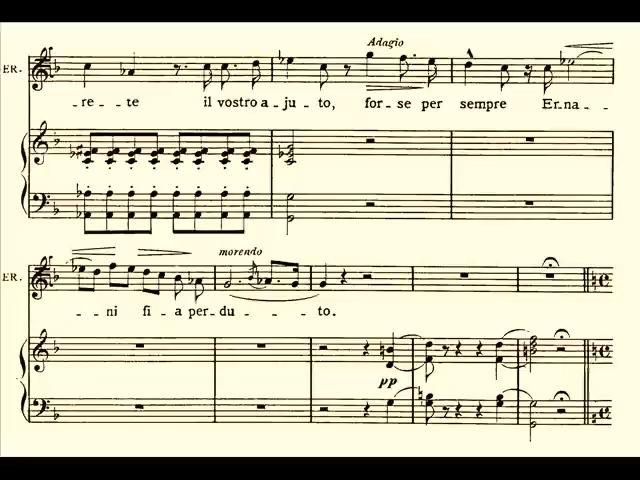 Adagio
ER.
re - - te il vostro a - ju - to, for - se per sempre Er.na - -
morendo
ER.
- - ni fi - a per - du - - to.
pp